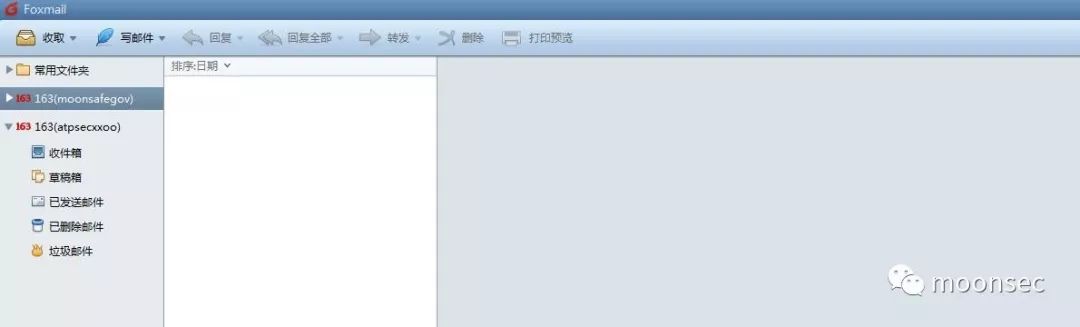 Foxmail
收取 写邮件 回复 回复全部 转发 删除 打印预览
常用文件夹 排序:日期
163 163(moonsafegov)
163 163(atpsecxxoo)
收件箱
草稿箱
已发送邮件
已删除邮件
垃圾邮件
moonsec